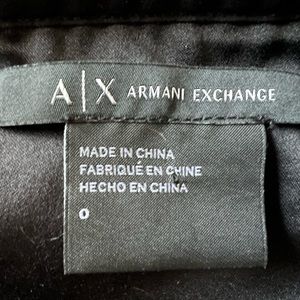 A|X ARMANI EXCHANGE
MADE IN CHINA
FABRIQUÉ EN CHINE
HECHO EN CHINA
0